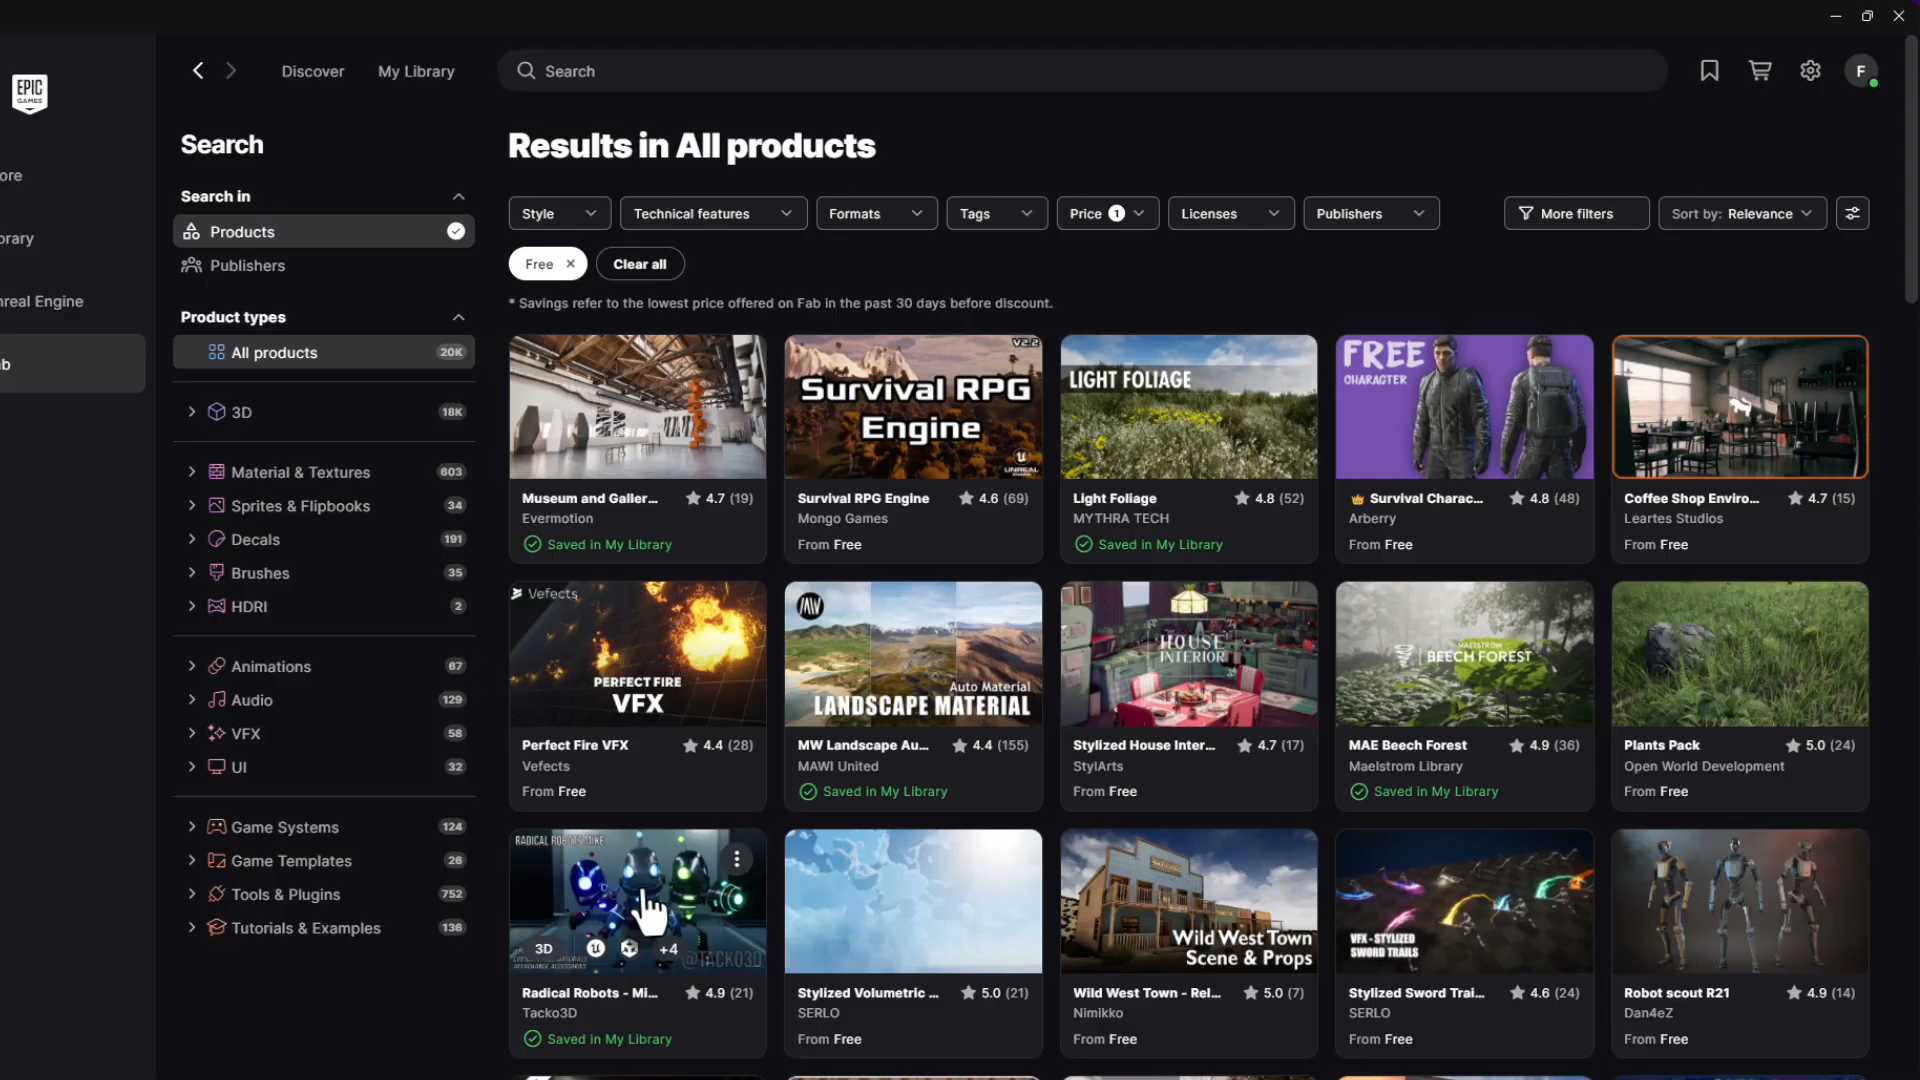 Discover
My Library
Search
F
EPIC
GAMES
ore
brary
nreal Engine
ab
Search
Search in
Products
Publishers
Product types
All products 20K
3D 18K
Material & Textures 603
Sprites & Flipbooks 34
Decals 191
Brushes 35
HDRI 2
Animations 67
Audio 129
VFX 58
UI 32
Game Systems 124
Game Templates 26
Tools & Plugins 752
Tutorials & Examples 136
Results in All products
Style
Technical features
Formats
Tags
Price 1
Licenses
Publishers
More filters
Sort by: Relevance
Free
Clear all
* Savings refer to the lowest price offered on Fab in the past 30 days before discount.
Museum and Galler... 4.7 (19)
Evermotion
Saved in My Library
V2.2
Survival RPG
Engine
UNREAL
Survival RPG Engine 4.6 (69)
Mongo Games
From Free
LIGHT FOLIAGE
Light Foliage 4.8 (52)
MYTHRA TECH
Saved in My Library
FREE
CHARACTER
Survival Charac... 4.8 (48)
Arberry
From Free
Coffee Shop Enviro... 4.7 (15)
Leartes Studios
From Free
Vefects
PERFECT FIRE
VFX
Perfect Fire VFX 4.4 (28)
Vefects
From Free
MW
Auto Material
LANDSCAPE MATERIAL
MW Landscape Au... 4.4 (155)
MAWI United
Saved in My Library
HOUSE
INTERIOR
Stylized House Inter... 4.7 (17)
StylArts
From Free
MAELSTROM
BEECH FOREST
MAE Beech Forest 4.9 (36)
Maelstrom Library
Saved in My Library
Plants Pack 5.0 (24)
Open World Development
From Free
RADICAL ROBOTS
3D
+4
@TACKO3D
Radical Robots - Mi... 4.9 (21)
Tacko3D
Saved in My Library
Stylized Volumetric ... 5.0 (21)
SERLO
From Free
Wild West Town
Scene & Props
Wild West Town - Rel... 5.0 (7)
Nimikko
From Free
VFX - STYLIZED
SWORD TRAILS
Stylized Sword Trai... 4.6 (24)
SERLO
From Free
Robot scout R21 4.9 (14)
Dan4eZ
From Free